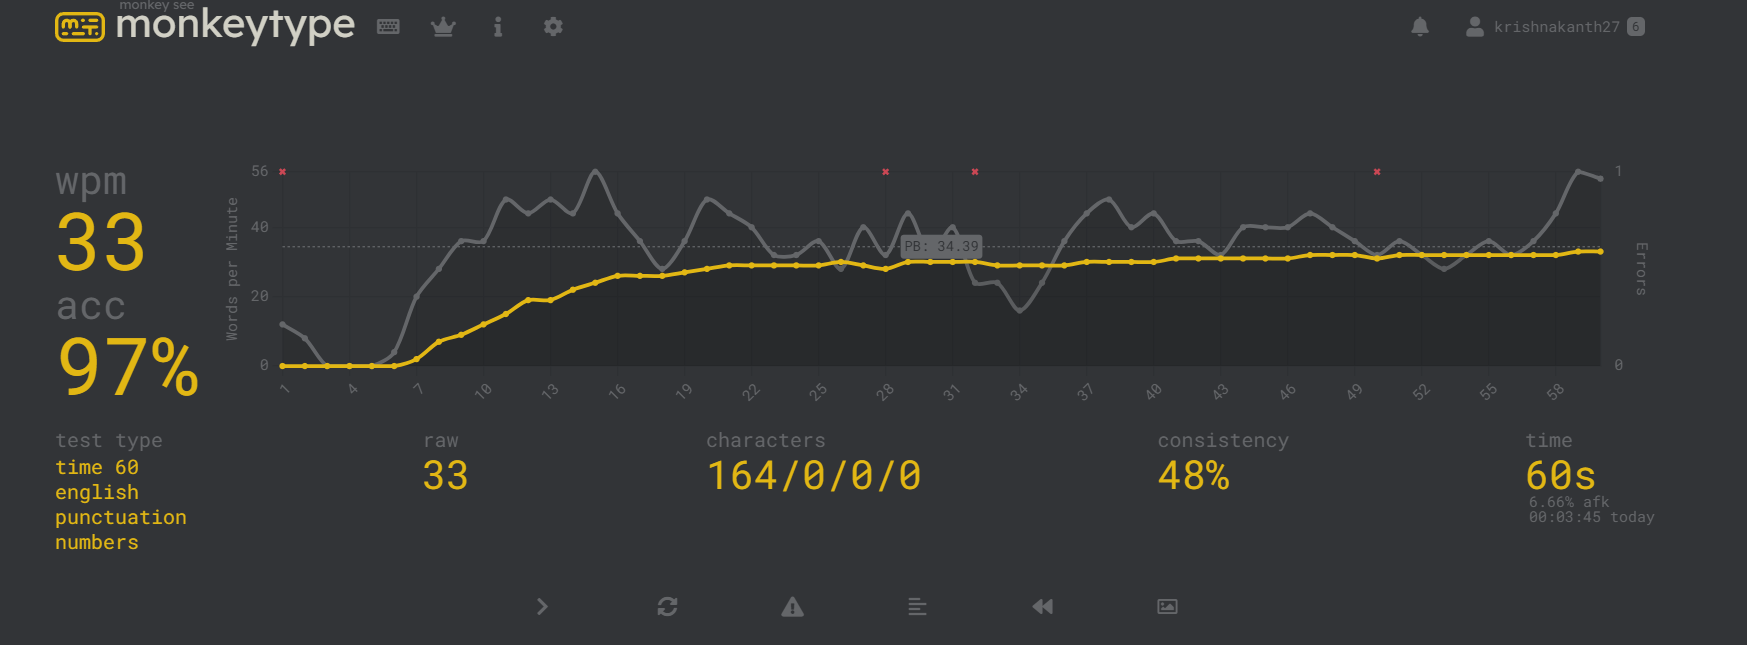 monkey see
monkeytype
krishnakanth27 6
wpm
33
acc
97%
Words per Minute
56
40
20
0
PB: 34.39
1
0
Errors
1 4 7 10 13 16 19 22 25 28 31 34 37 40 43 46 49 52 55 58
test type
time 60
english
punctuation
numbers
raw
33
characters
164/0/0/0
consistency
48%
time
60s
6.66% afk
00:03:45 today